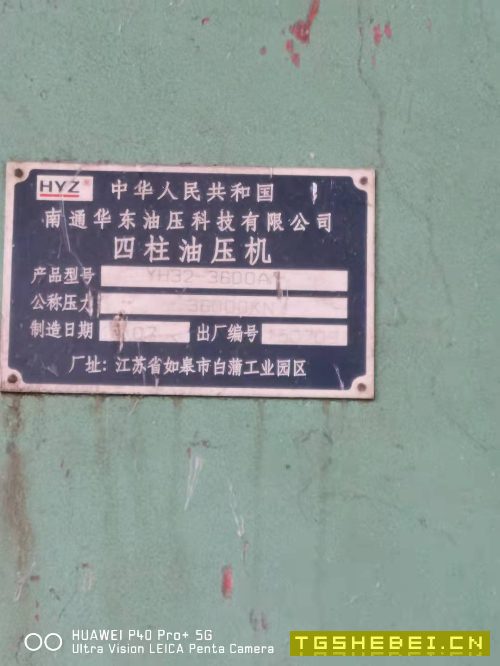 HYZ 中华人民共和国
南通华东油压科技有限公司
四柱油压机
产品型号 YH32-3600A
公称压力 36000KN
制造日期 出厂编号
厂址: 江苏省如皋市白蒲工业园区
HUAWEI P40 Pro+ 5G
Ultra Vision LEICA Penta Camera
TGSHEBEI.CN